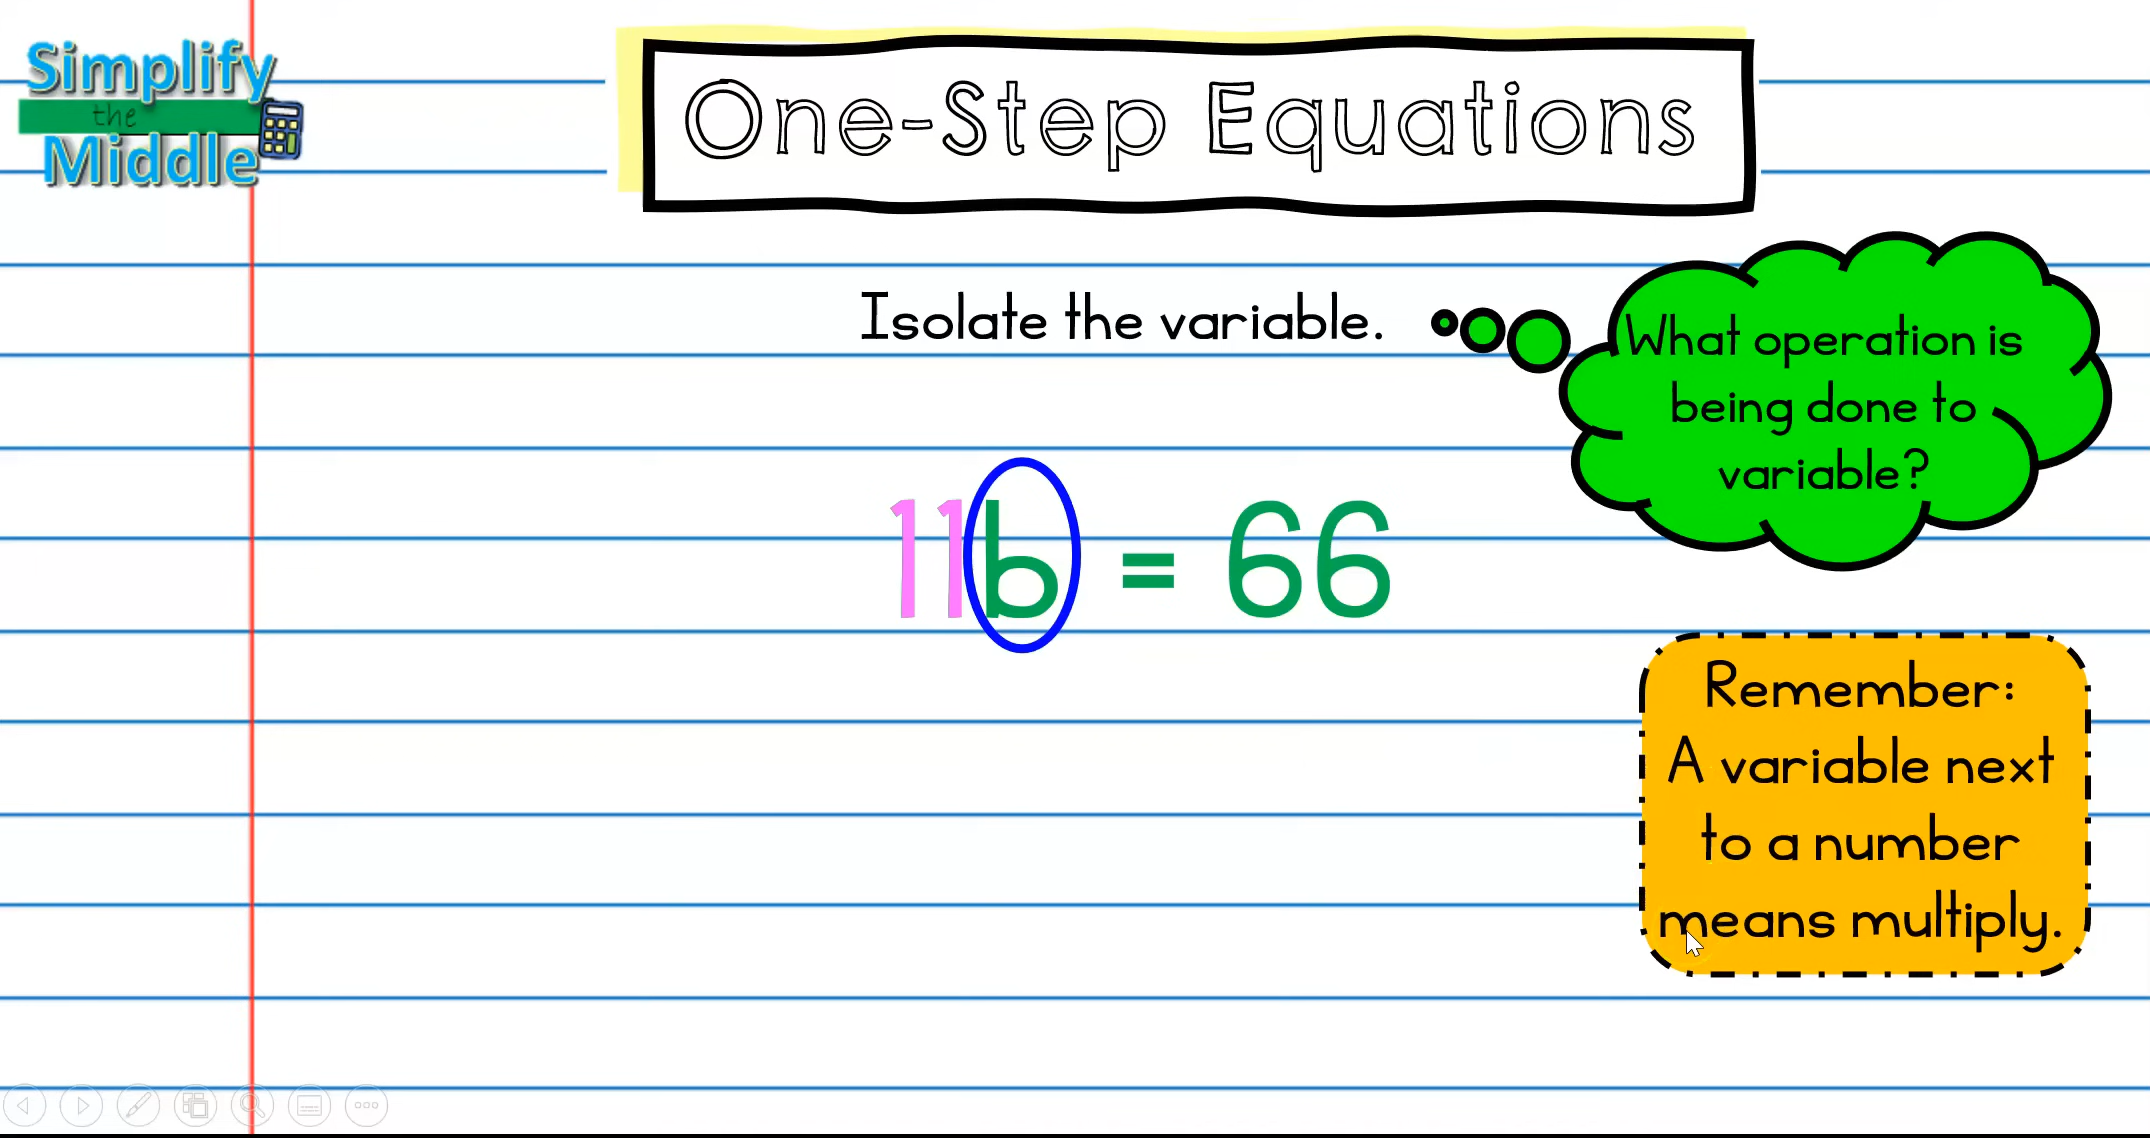 Simplify
the
Middle
One-Step Equations
Isolate the variable.
What operation is
being done to
variable?
11b = 66
Remember:
A variable next
to a number
means multiply.